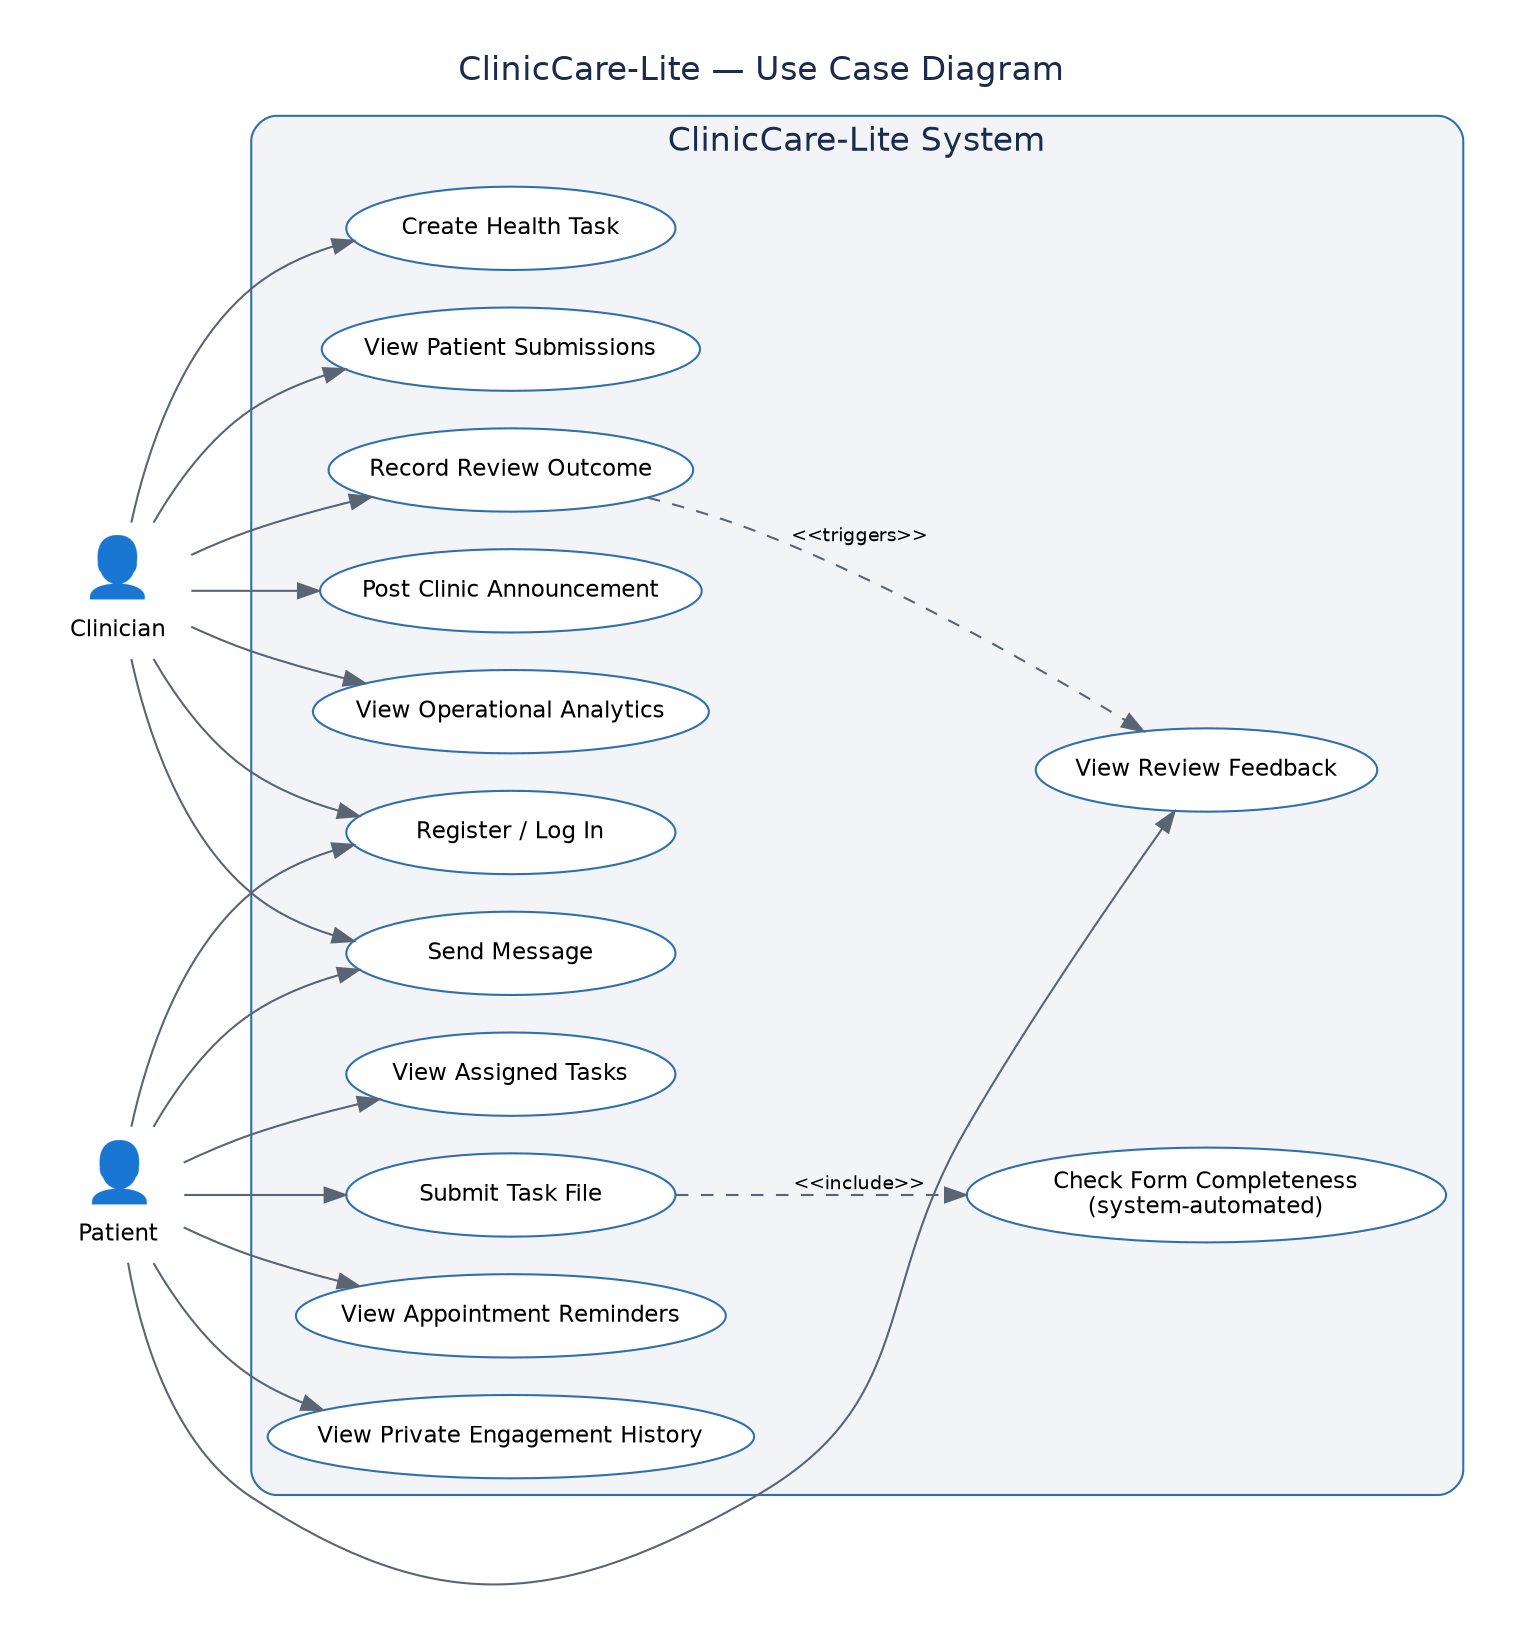 ClinicCare-Lite — Use Case Diagram
ClinicCare-Lite System
Create Health Task
View Patient Submissions
Record Review Outcome
<<triggers>>
Post Clinic Announcement
Clinician
View Operational Analytics
View Review Feedback
Register / Log In
Send Message
View Assigned Tasks
Submit Task File
<<include>>
Check Form Completeness
(system-automated)
Patient
View Appointment Reminders
View Private Engagement History